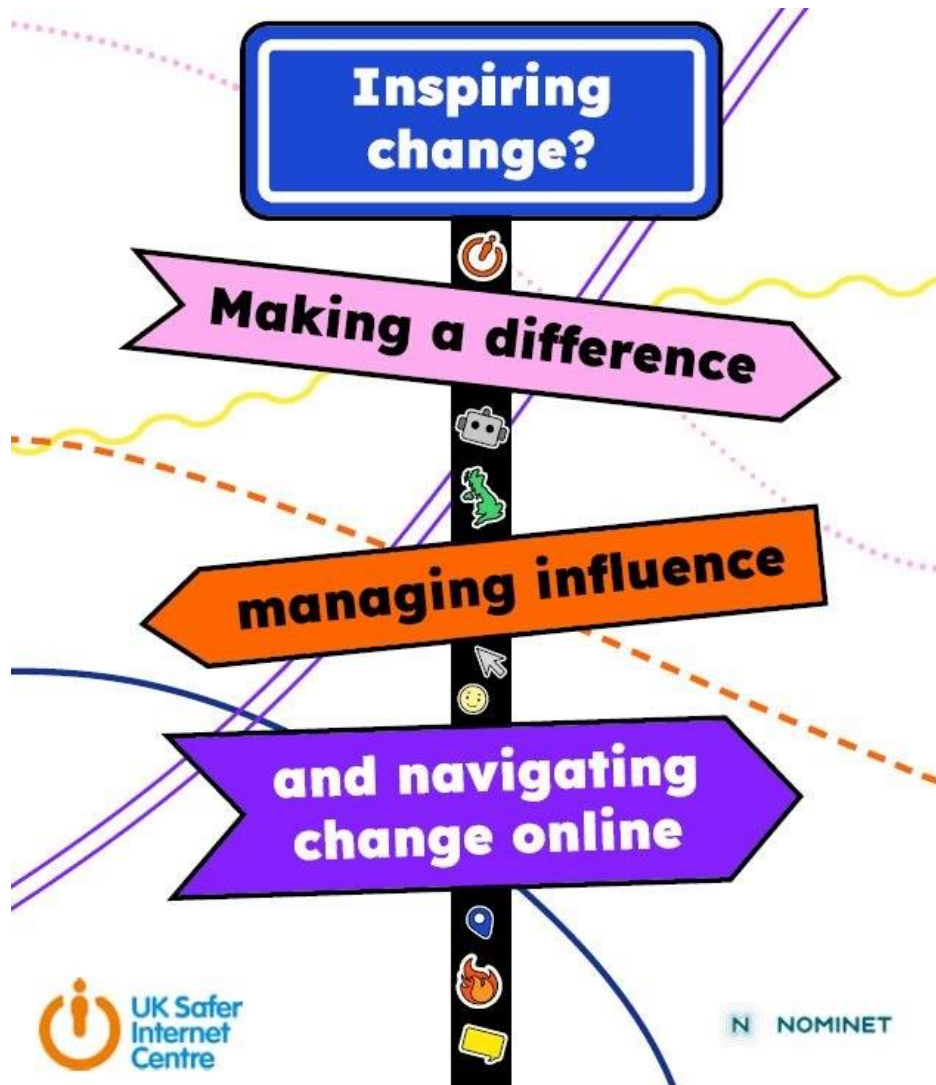 Inspiring
change?
Making a difference
managing influence
and navigating
change online
UK Safer
Internet
Centre
N NOMINET